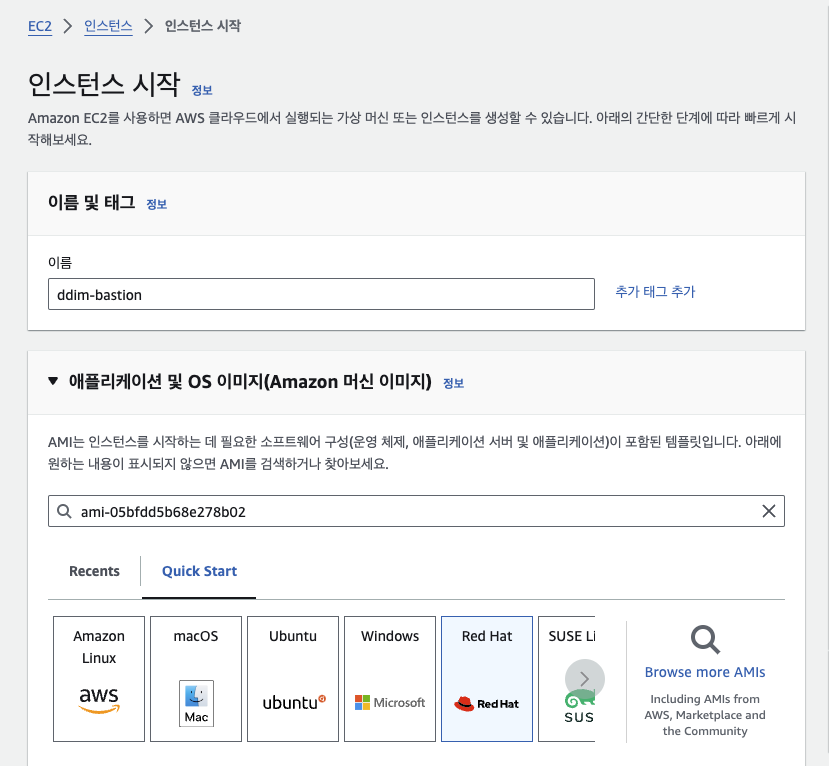 EC2 > 인스턴스 > 인스턴스 시작
인스턴스 시작 정보
Amazon EC2를 사용하면 AWS 클라우드에서 실행되는 가상 머신 또는 인스턴스를 생성할 수 있습니다. 아래의 간단한 단계에 따라 빠르게 시
작해보세요.
이름 및 태그 정보
이름
ddim-bastion
추가 태그 추가
애플리케이션 및 OS 이미지(Amazon 머신 이미지) 정보
AMI는 인스턴스를 시작하는 데 필요한 소프트웨어 구성(운영 체제, 애플리케이션 서버 및 애플리케이션)이 포함된 템플릿입니다. 아래에
원하는 내용이 표시되지 않으면 AMI를 검색하거나 찾아보세요.
ami-05bfdd5b68e278b02
Recents
Quick Start
Amazon
Linux
aws
macOS
Mac
Ubuntu
ubuntu
Windows
Microsoft
Red Hat
Red Hat
SUSE Li
SUS
Browse more AMIs
Including AMIs from
AWS, Marketplace and
the Community